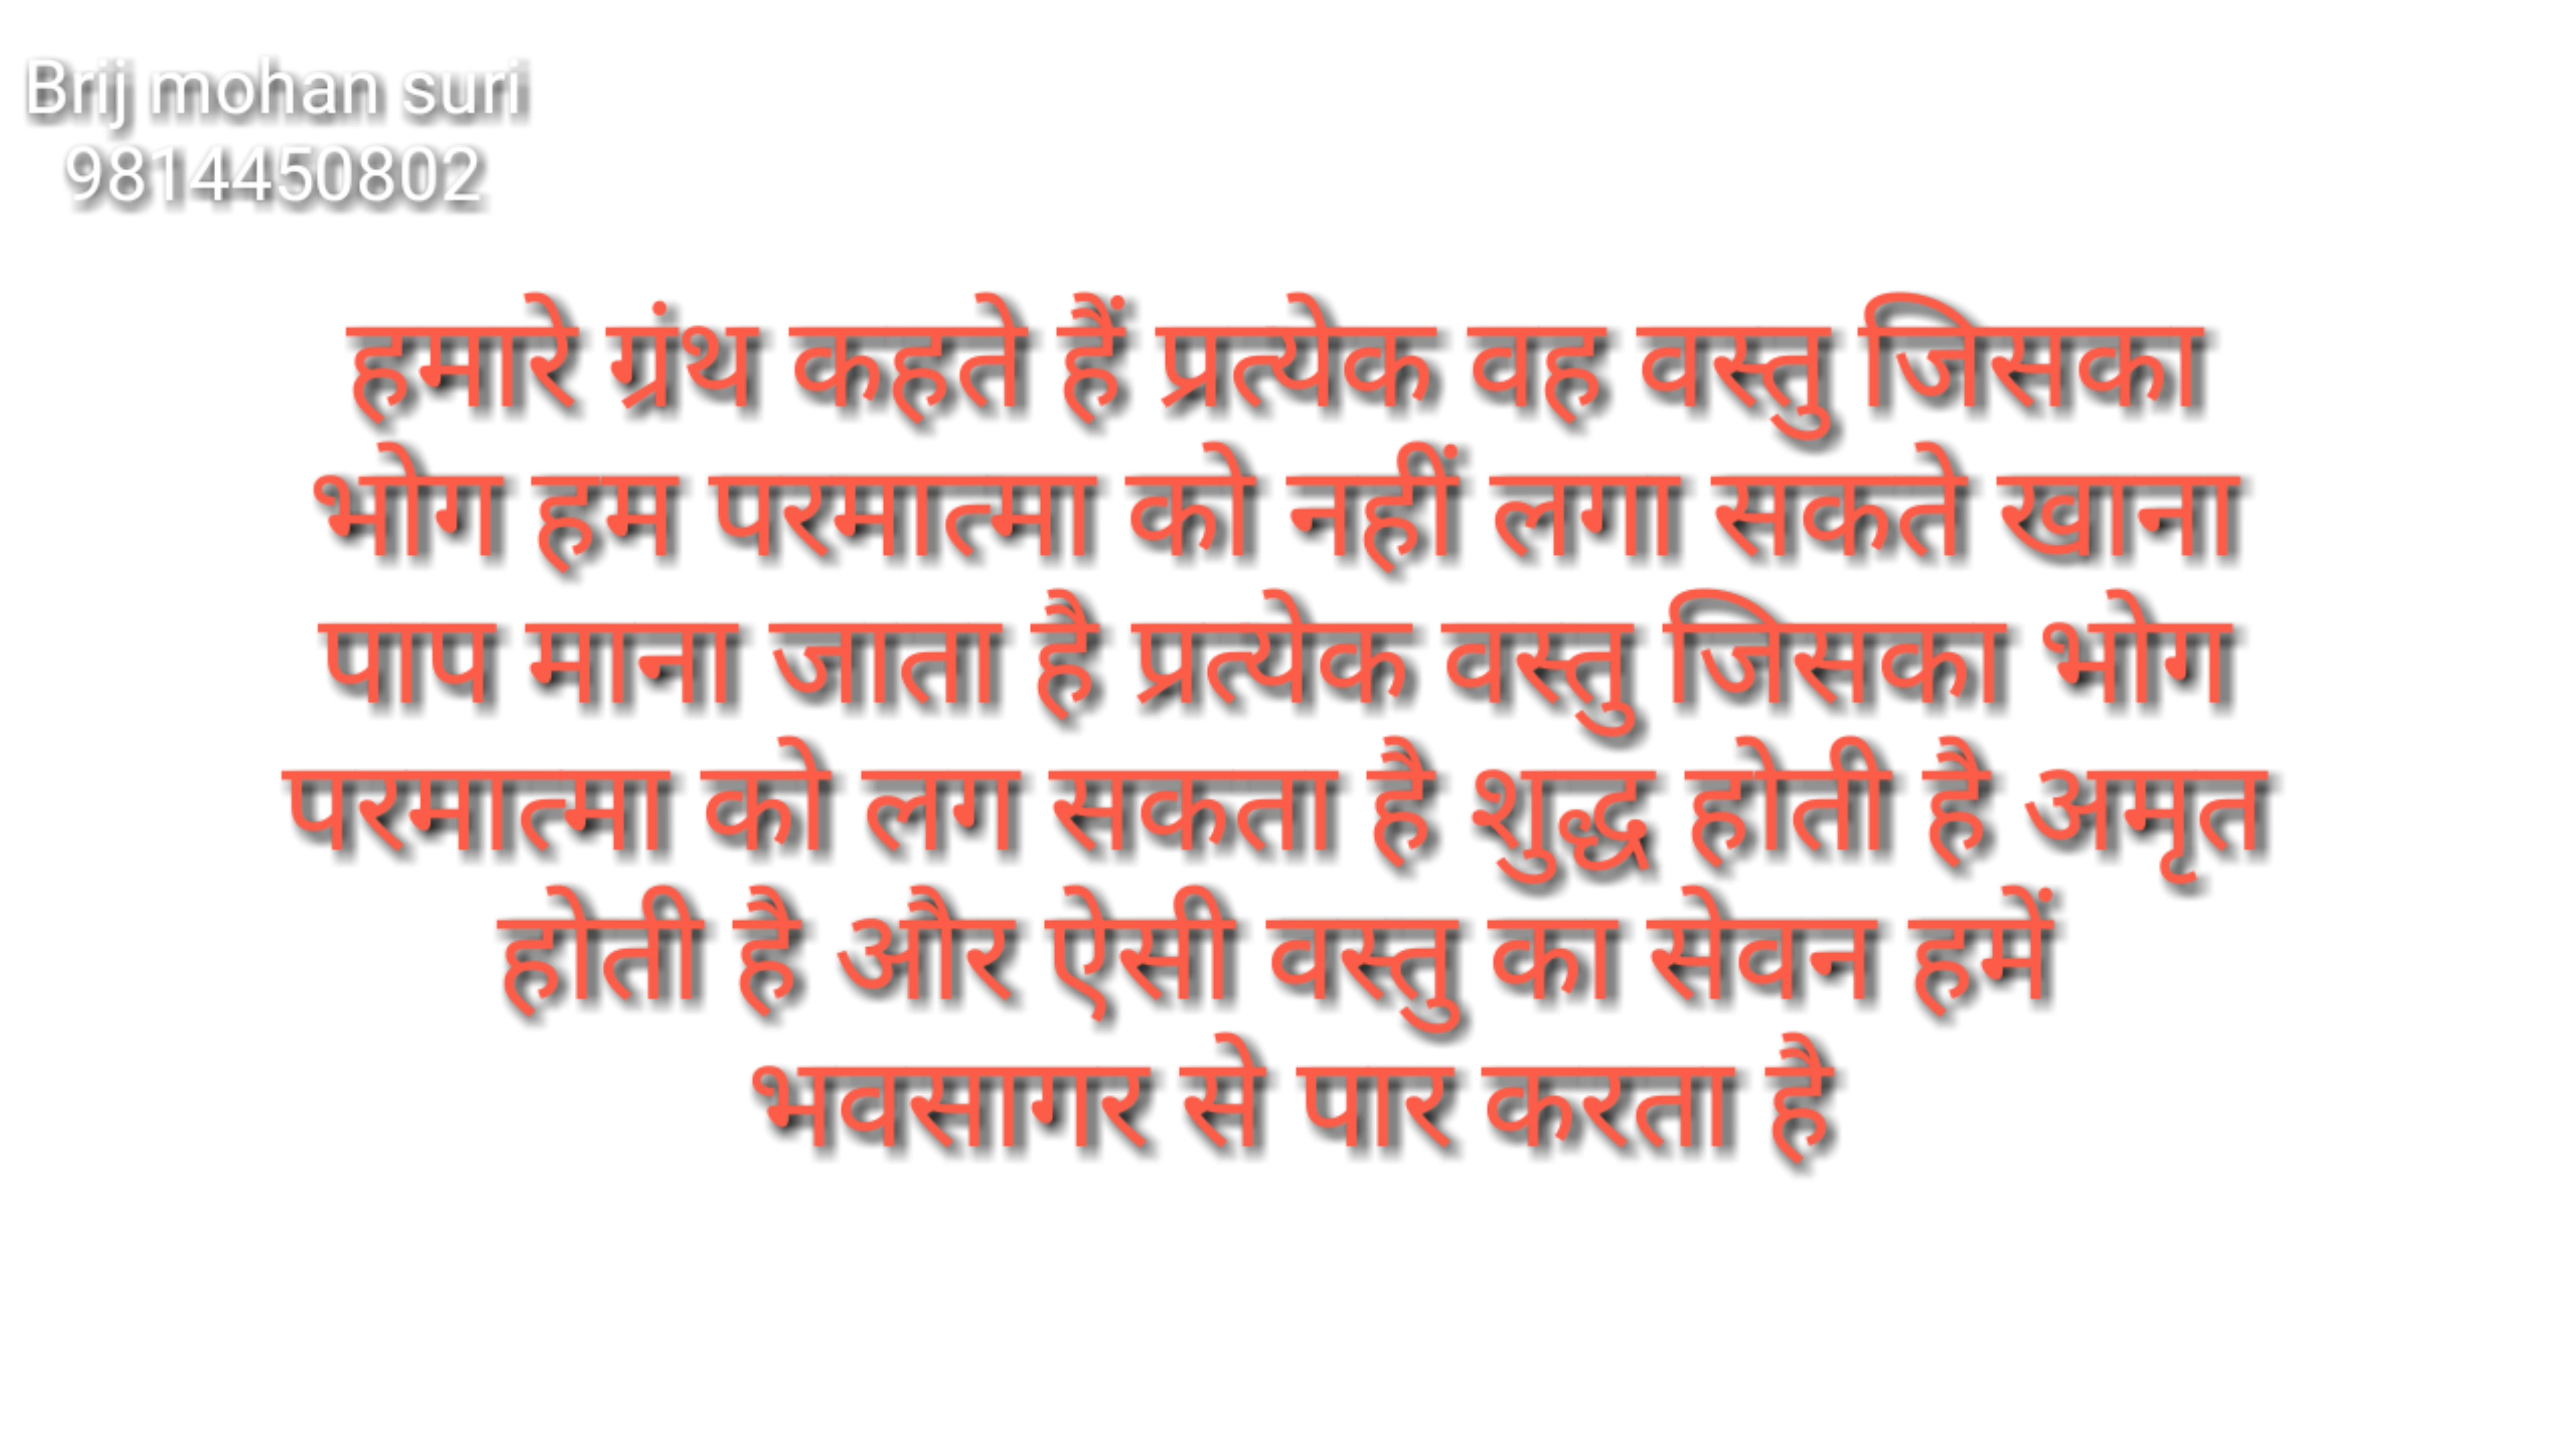 Brij mohan suri
9814450802
हमारे ग्रंथ कहते हैं प्रत्येक वह वस्तु जिसका
भोग हम परमात्मा को नहीं लगा सकते खाना
पाप माना जाता है प्रत्येक वस्तु जिसका भोग
परमात्मा को लग सकता है शुद्ध होती है अमृत
होती है और ऐसी वस्तु का सेवन हमें
भवसागर से पार करता है